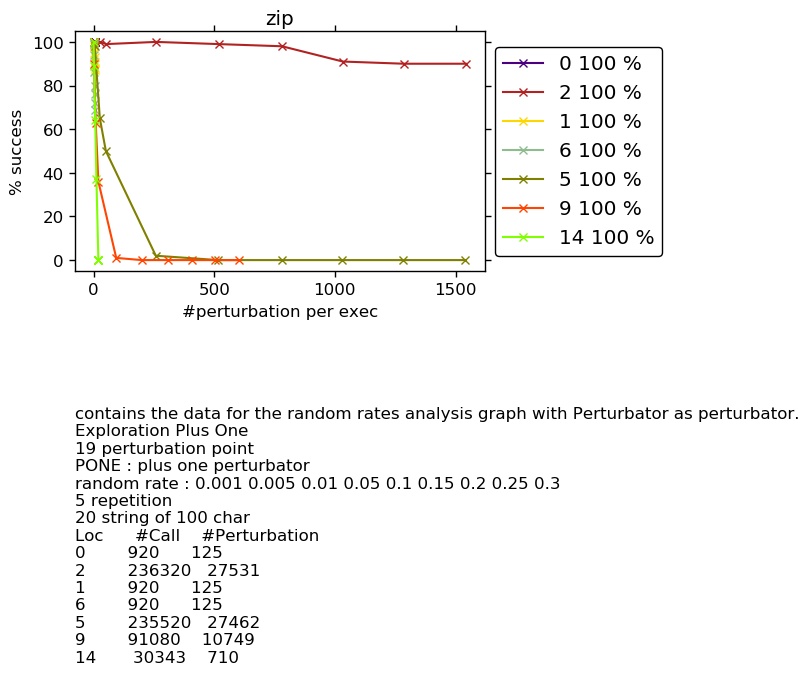 zip
100
80
60
40
20
0
% success
0 500 1000 1500
#perturbation per exec
0 100 %
2 100 %
1 100 %
6 100 %
5 100 %
9 100 %
14 100 %
contains the data for the random rates analysis graph with Perturbator as perturbator.
Exploration Plus One
19 perturbation point
PONE : plus one perturbator
random rate : 0.001 0.005 0.01 0.05 0.1 0.15 0.2 0.25 0.3
5 repetition
20 string of 100 char
Loc #Call #Perturbation
0 920 125
2 236320 27531
1 920 125
6 920 125
5 235520 27462
9 91080 10749
14 30343 710